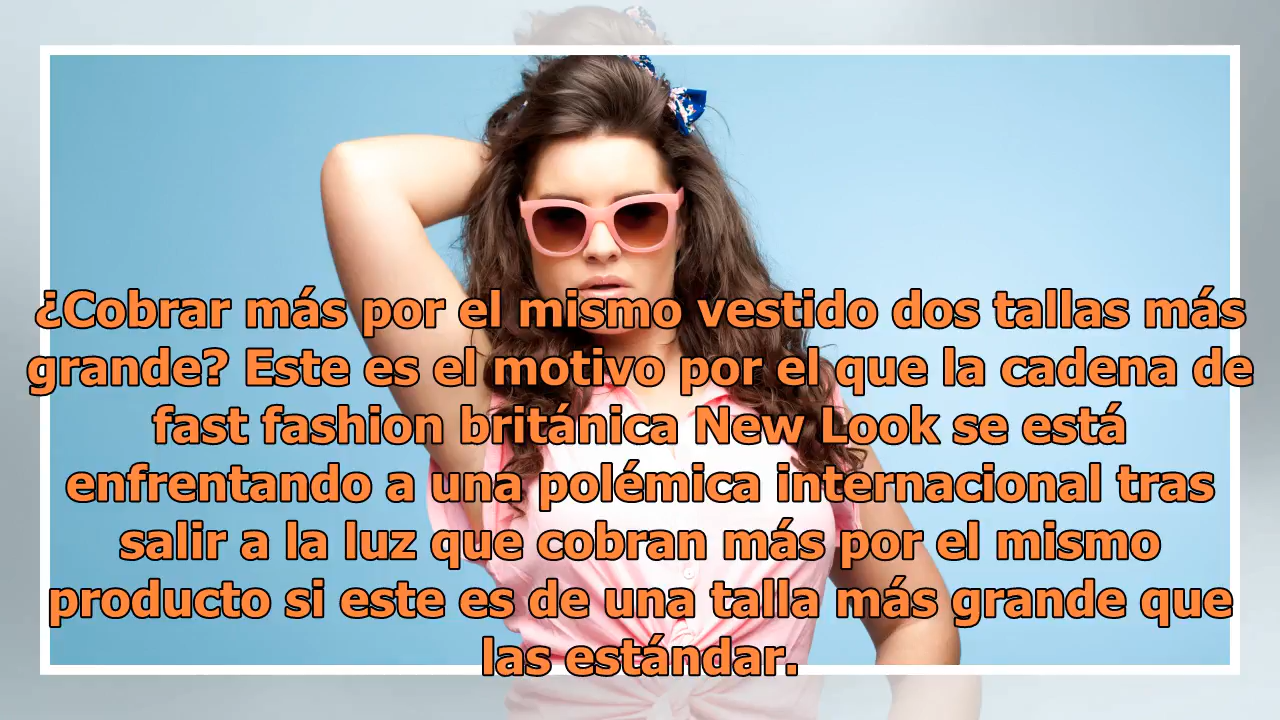 ¿Cobrar más por el mismo vestido dos tallas más
grande? Este es el motivo por el que la cadena de
fast fashion británica New Look se está
enfrentando a una polémica internacional tras
salir a la luz que cobran más por el mismo
producto si este es de una talla más grande que
las estándar.